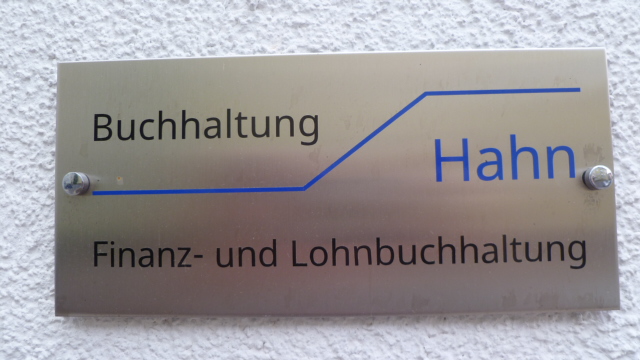 Buchhaltung
Hahn
Finanz- und Lohnbuchhaltung